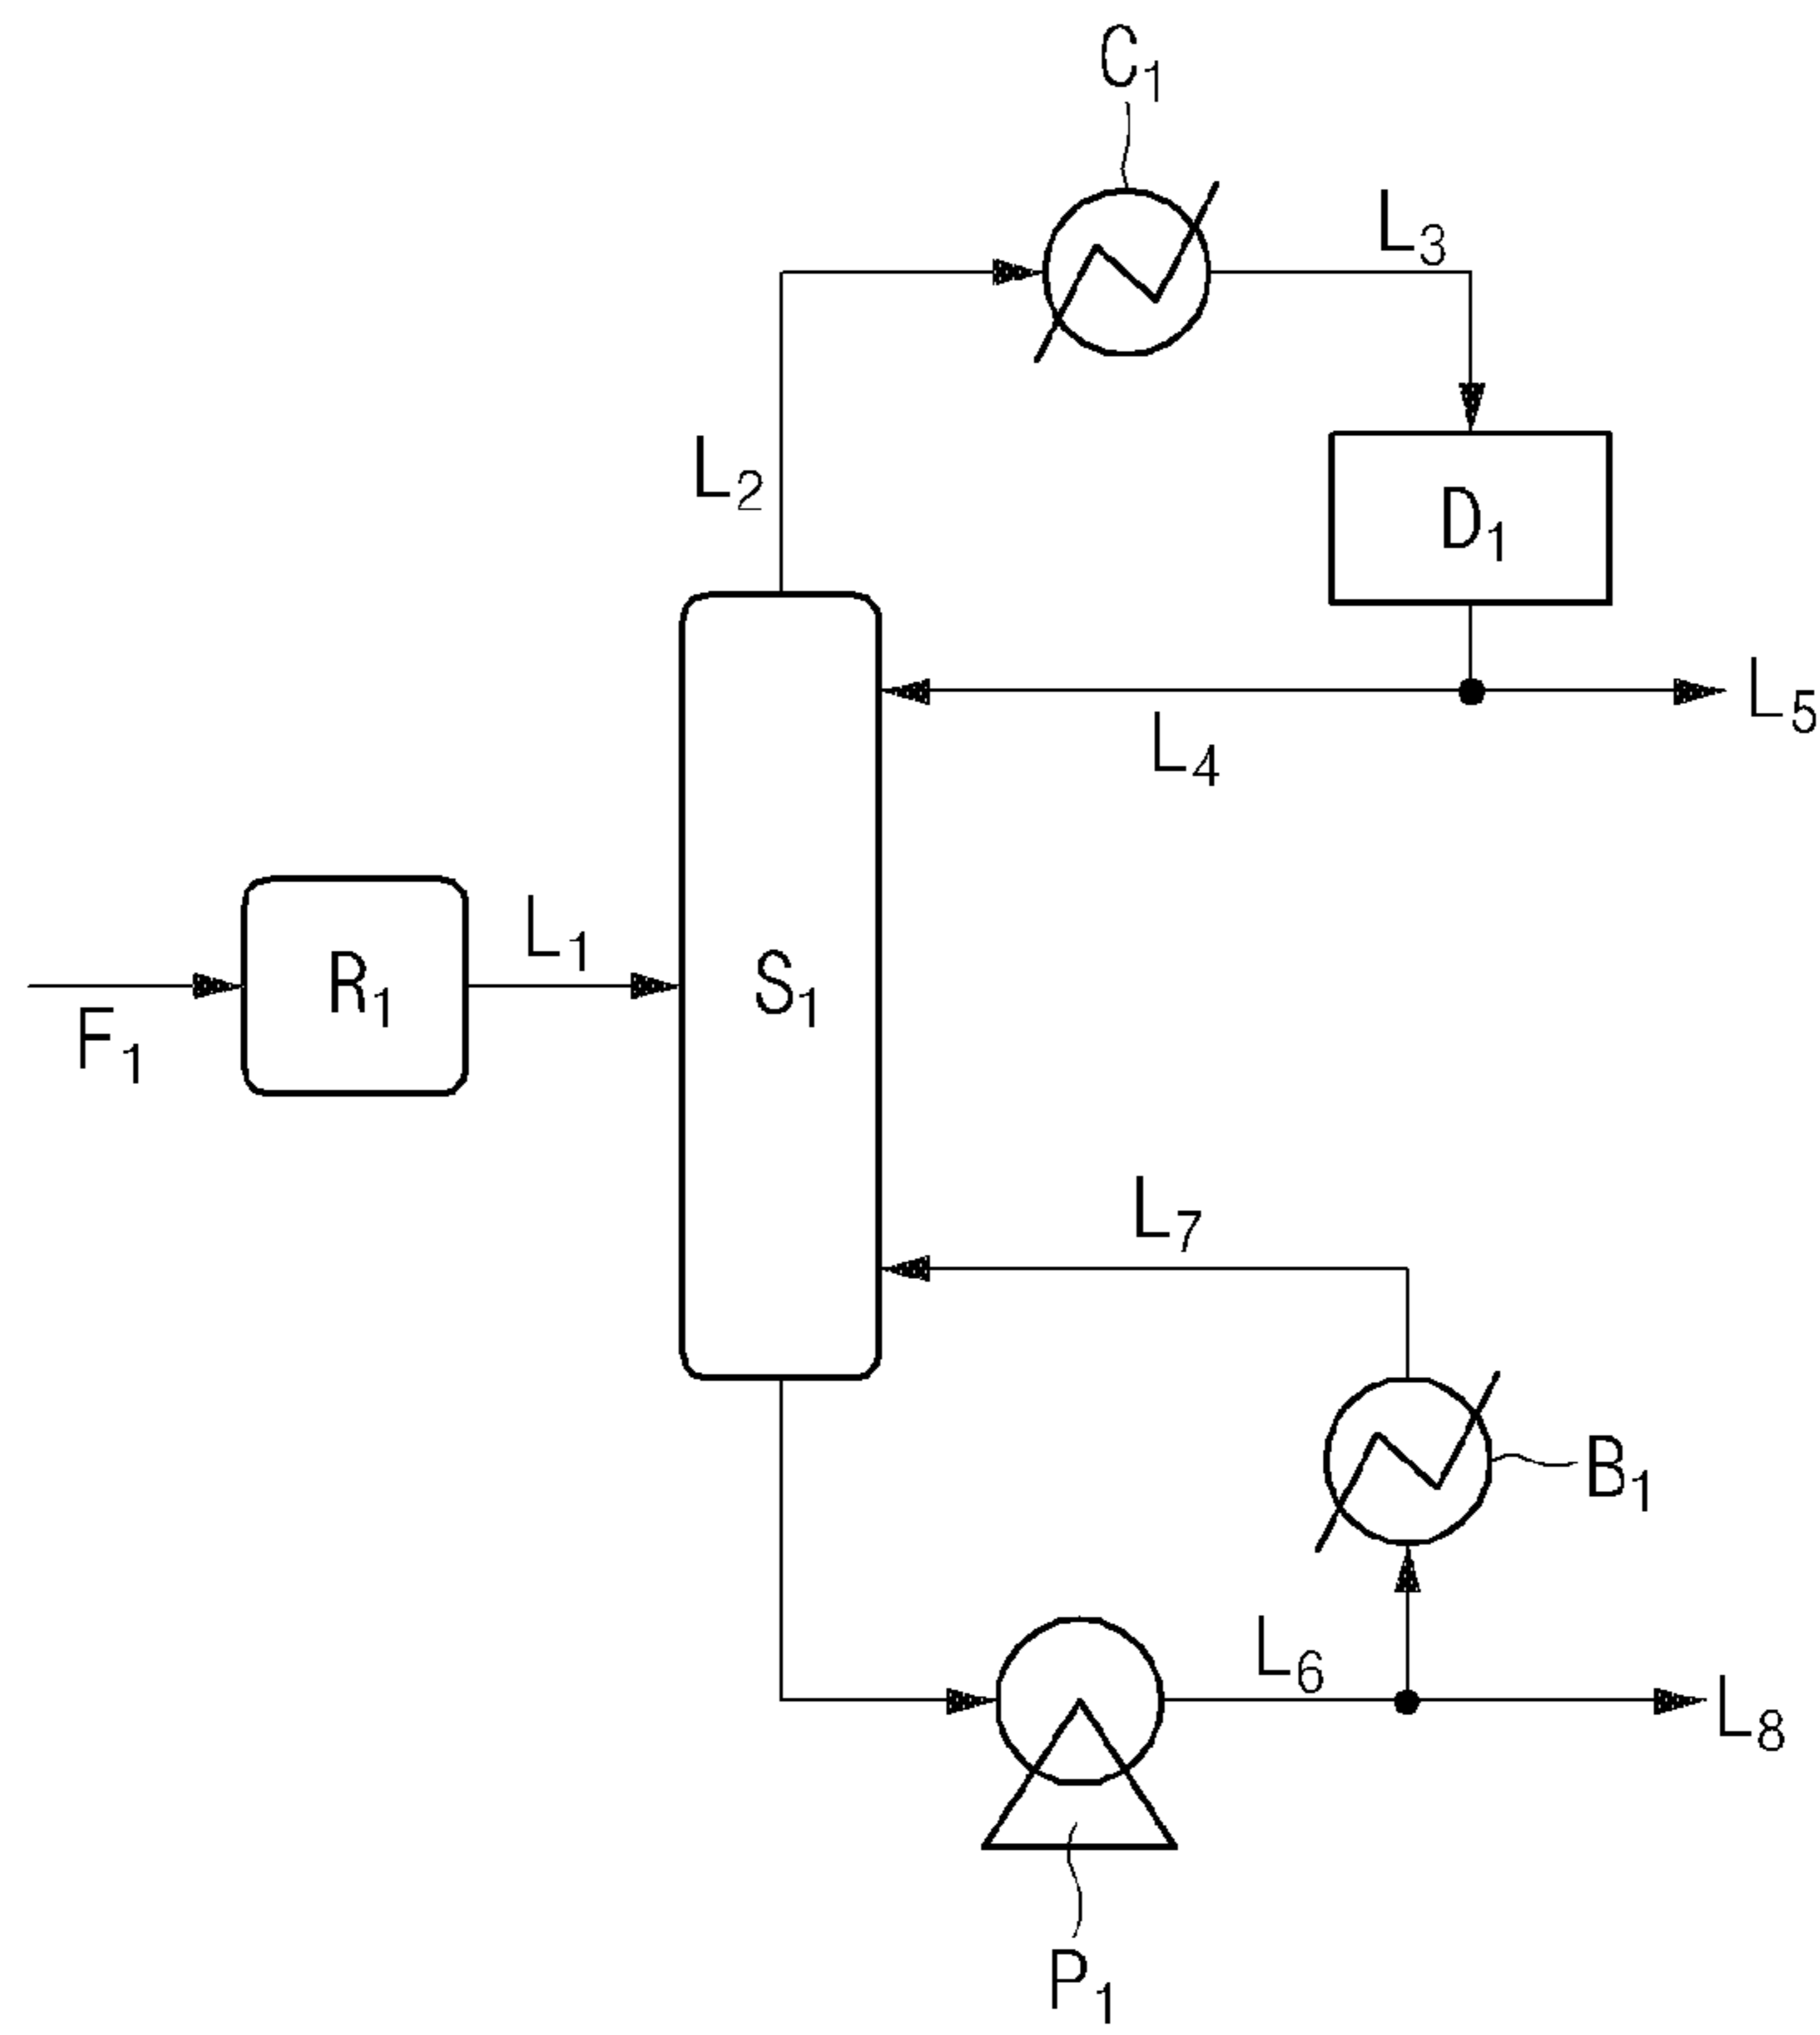 C₁
L₃
L₂
D₁
L₅
L₄
L₁
R₁
S₁
F₁
L₇
B₁
L₆
L₈
P₁